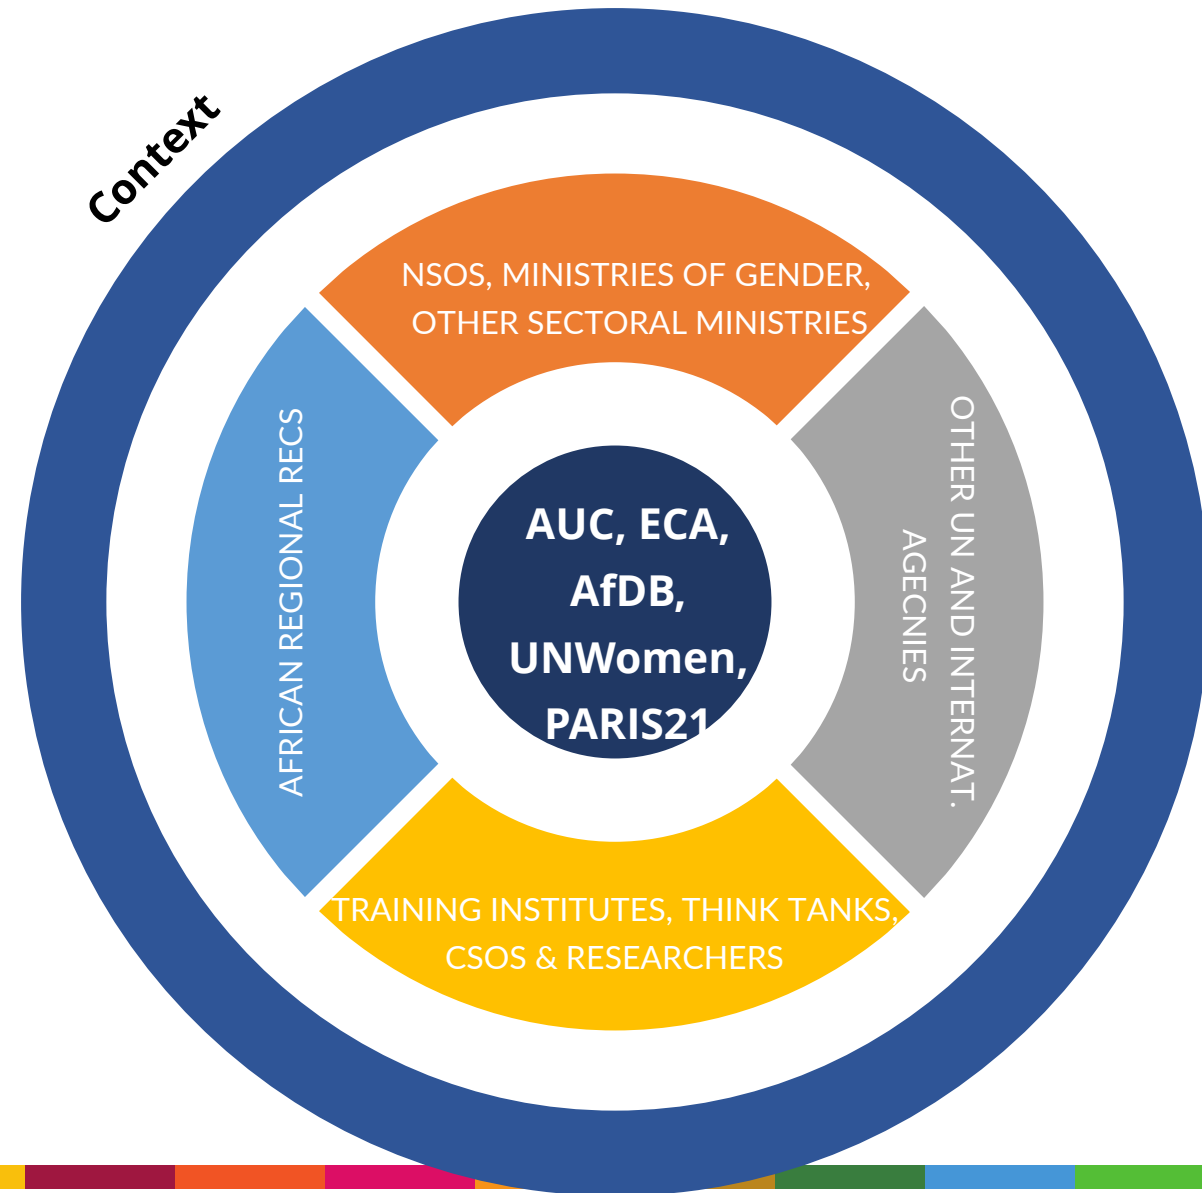 Context
NSOS, MINISTRIES OF GENDER,
OTHER SECTORAL MINISTRIES
AFRICAN REGIONAL RECS
AUC, ECA,
AfDB,
UNWomen,
PARIS21
OTHER UN AND INTERNAT.
AGECNIES
TRAINING INSTITUTES, THINK TANKS,
CSOS & RESEARCHERS